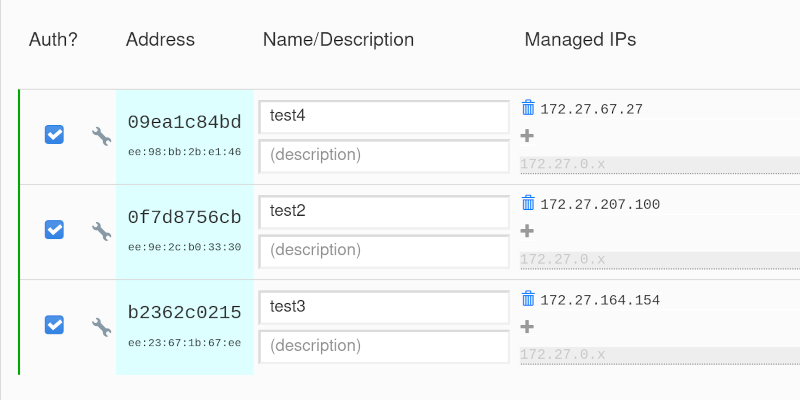 Auth? Address Name/Description Managed IPs
09ea1c84bd test4 172.27.67.27
ee:98:bb:2b:e1:46 (description)
172.27.0.x
0f7d8756cb test2 172.27.207.100
ee:9e:2c:b0:33:30 (description)
172.27.0.x
b2362c0215 test3 172.27.164.154
ee:23:67:1b:67:ee (description)
172.27.0.x